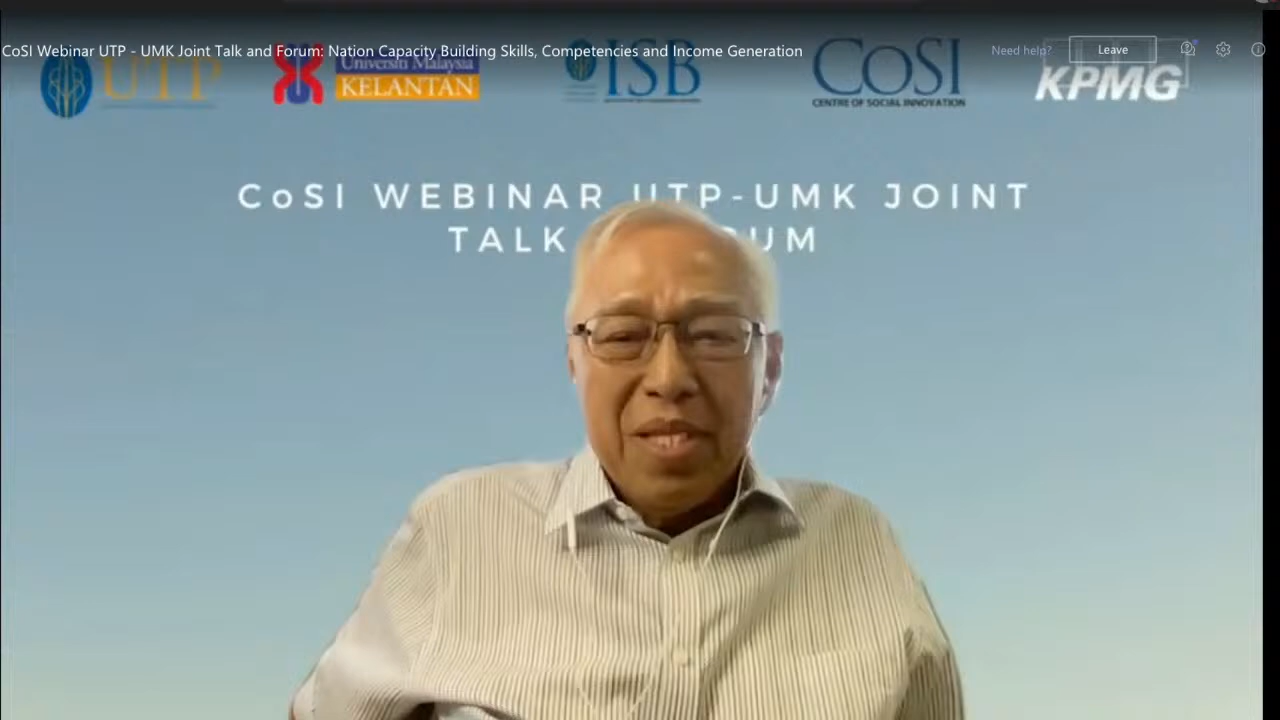 CoSI Webinar UTP - UMK Joint Talk and Forum: Nation Capacity Building Skills, Competencies and Income Generation
Need help?
Leave
UTP
Universiti Malaysia
KELANTAN
ISB
CoSI
CENTRE OF SOCIAL INNOVATION
KPMG
CoSI WEBINAR UTP-UMK JOINT
TALK UM